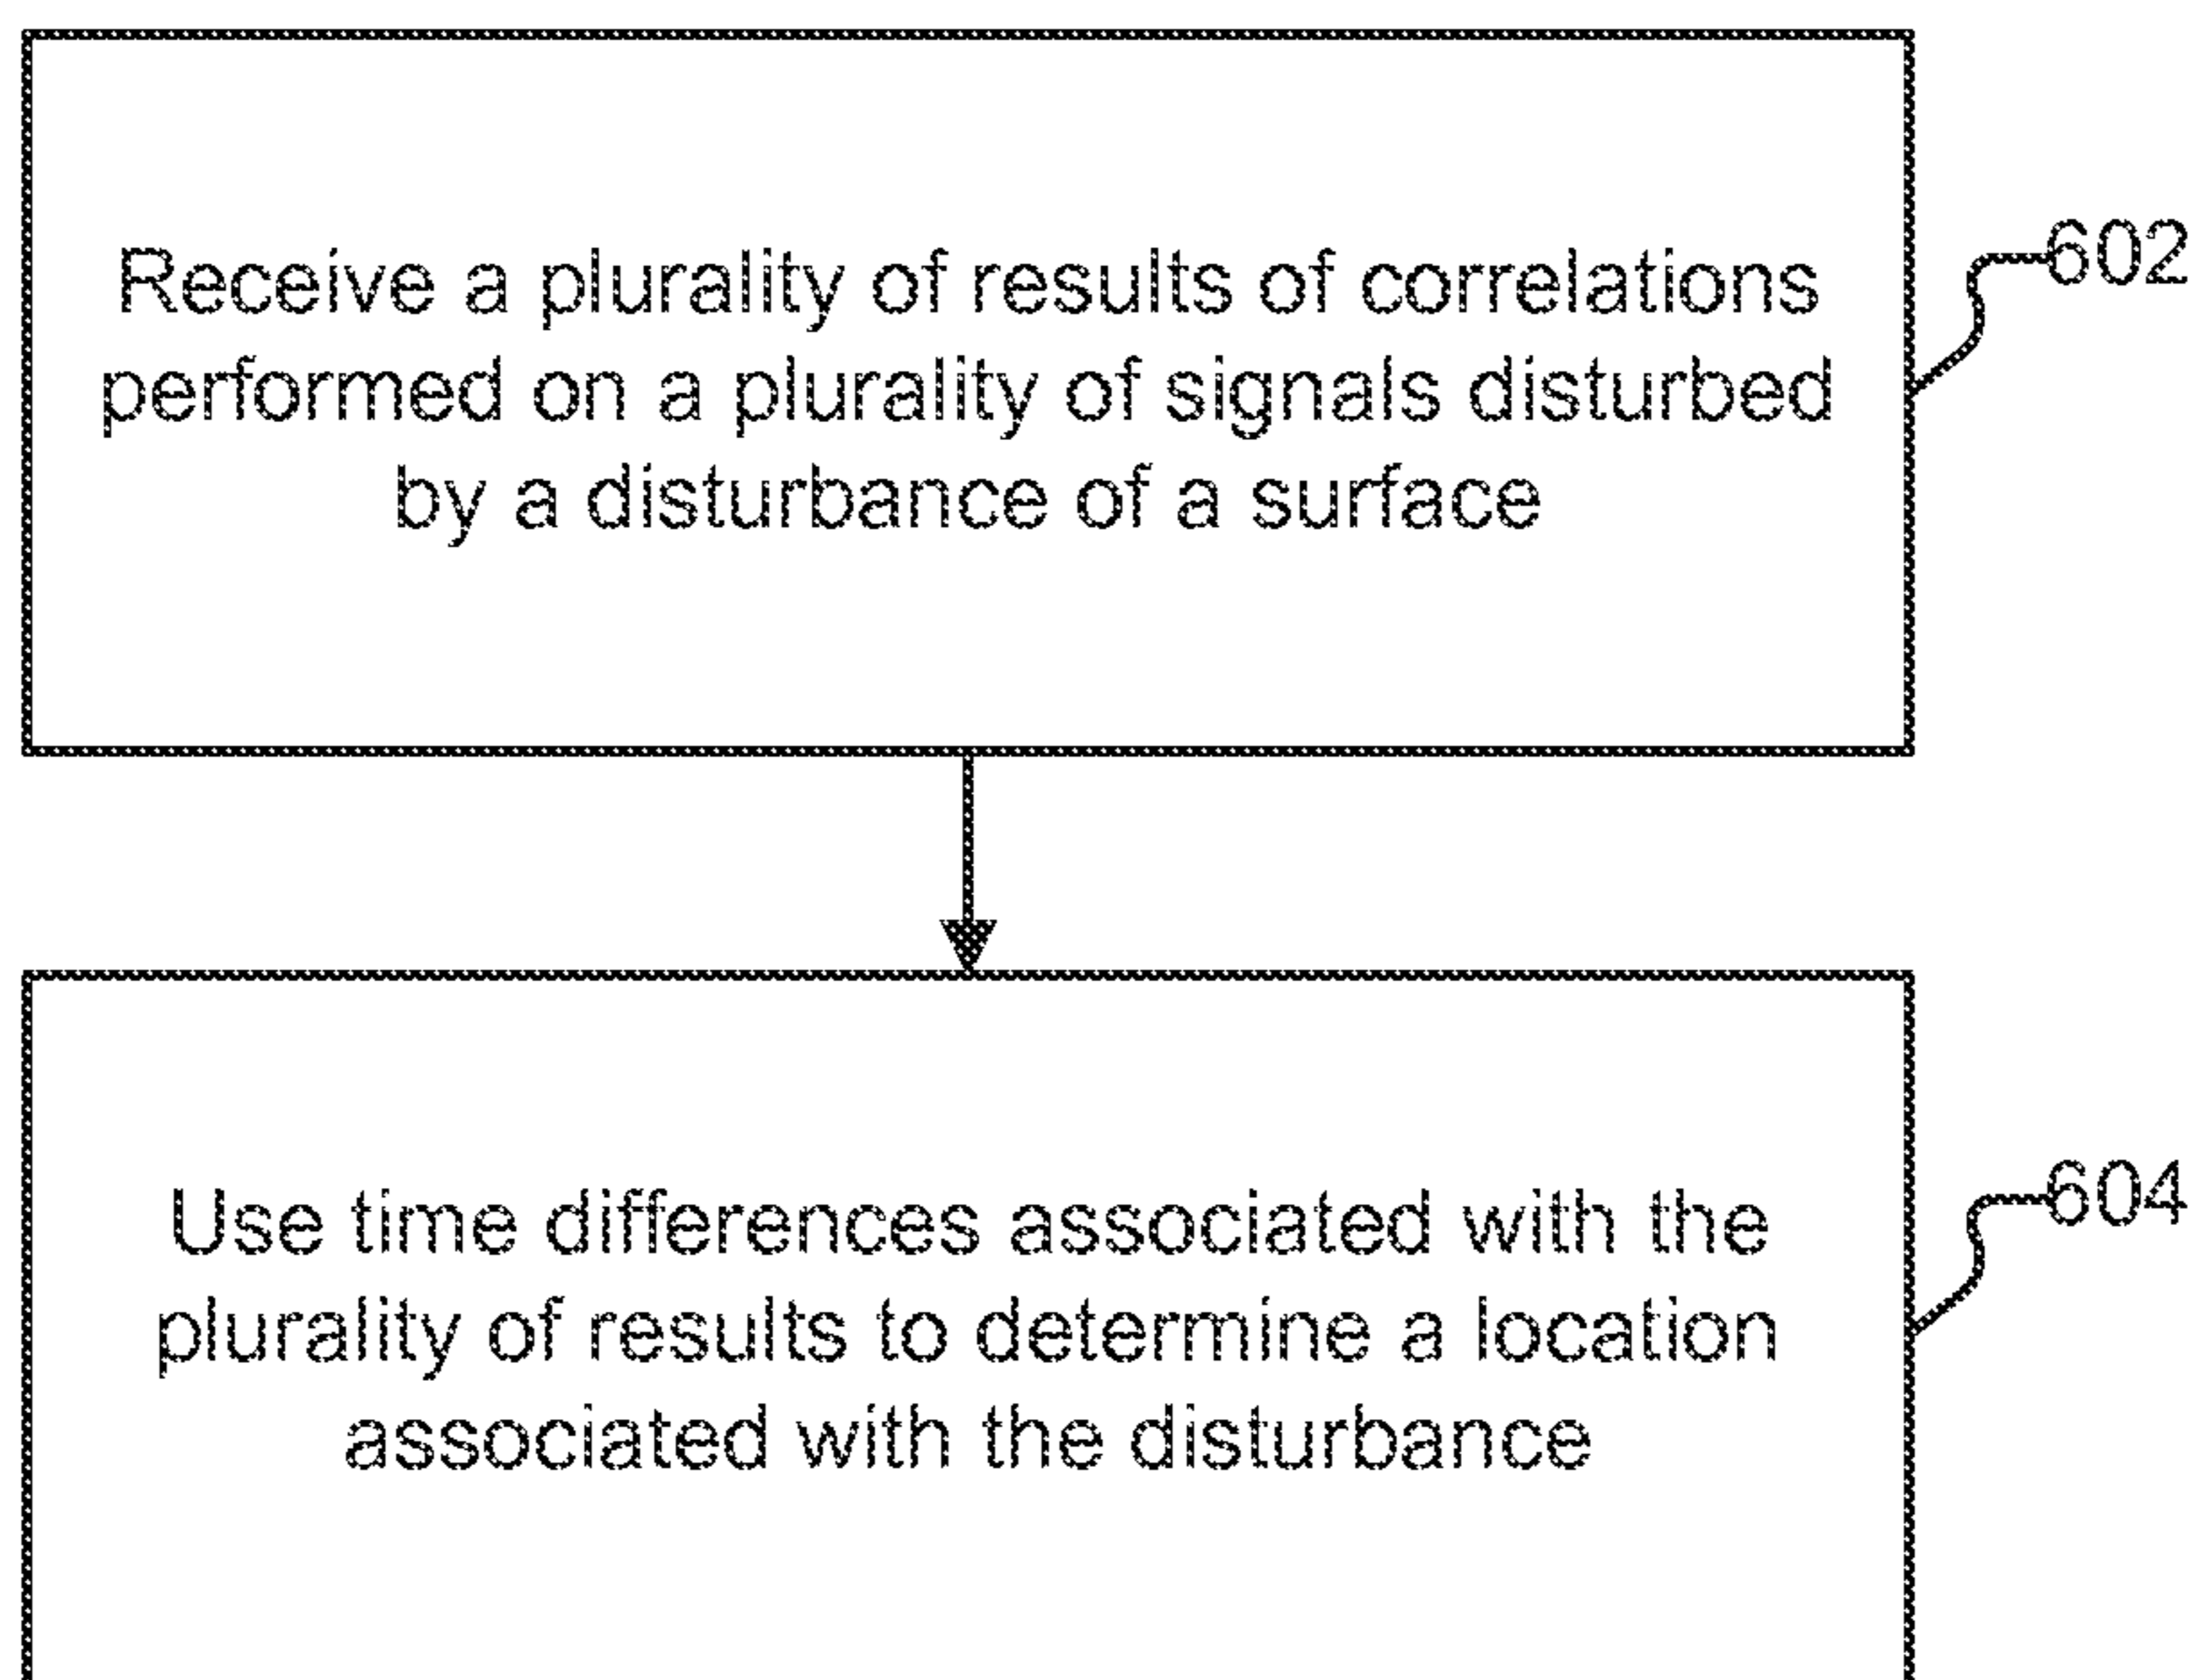 Receive a plurality of results of correlations
performed on a plurality of signals disturbed
by a disturbance of a surface
602
Use time differences associated with the
plurality of results to determine a location
associated with the disturbance
604